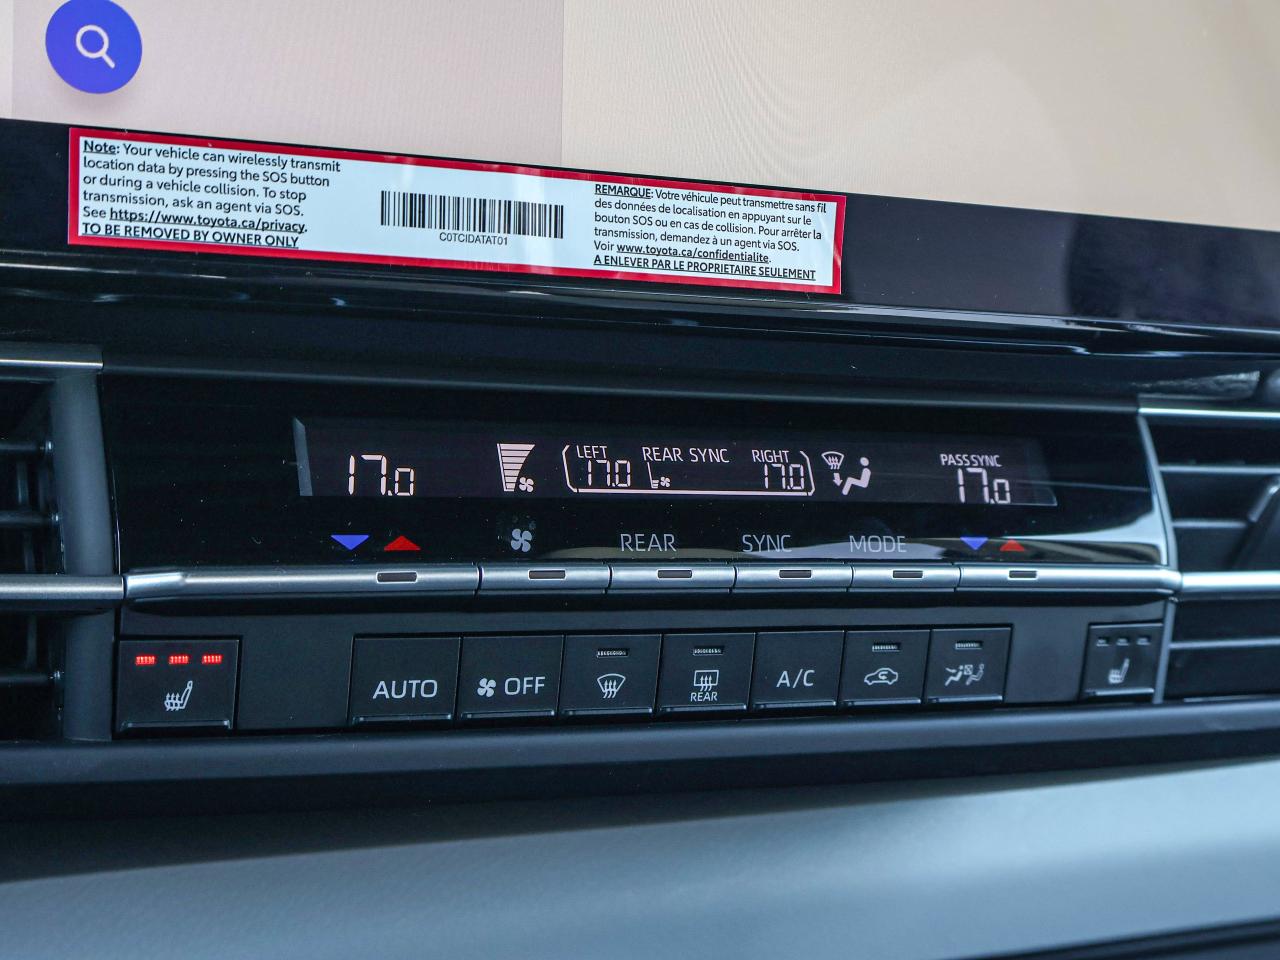 Note: Your vehicle can wirelessly transmit
location data by pressing the SOS button
or during a vehicle collision. To stop
transmission, ask an agent via SOS.
See https://www.toyota.ca/privacy.
TO BE REMOVED BY OWNER ONLY
C0TCIDATAT01
REMARQUE: Votre véhicule peut transmettre sans fil
des données de localisation en appuyant sur le
bouton SOS ou en cas de collision. Pour arrêter la
transmission, demandez à un agent via SOS.
Voir www.toyota.ca/confidentialite.
A ENLEVER PAR LE PROPRIETAIRE SEULEMENT
17.0
LEFT REAR SYNC RIGHT
17.0 17.0
PASS SYNC
17.0
REAR SYNC MODE
AUTO OFF REAR A/C